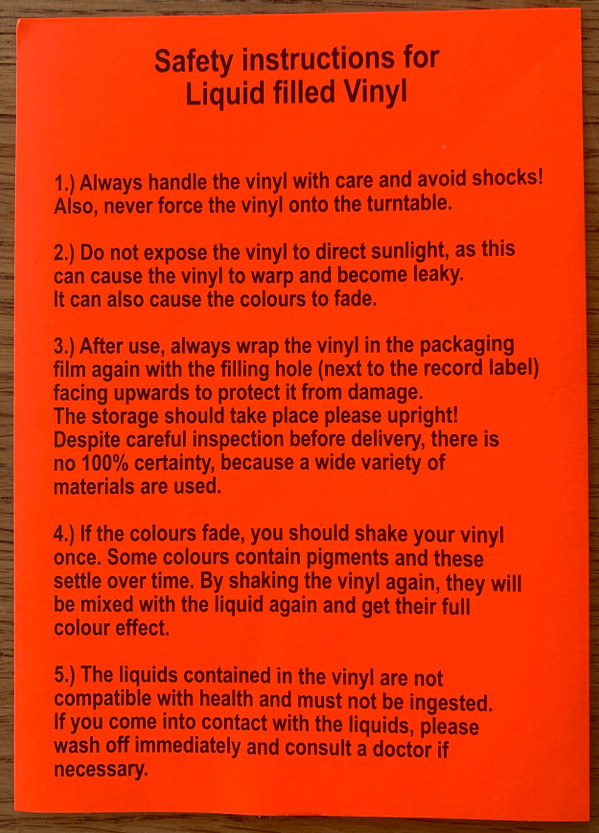 Safety instructions for
Liquid filled Vinyl
1.) Always handle the vinyl with care and avoid shocks!
Also, never force the vinyl onto the turntable.
2.) Do not expose the vinyl to direct sunlight, as this
can cause the vinyl to warp and become leaky.
It can also cause the colours to fade.
3.) After use, always wrap the vinyl in the packaging
film again with the filling hole (next to the record label)
facing upwards to protect it from damage.
The storage should take place please upright!
Despite careful inspection before delivery, there is
no 100% certainty, because a wide variety of
materials are used.
4.) If the colours fade, you should shake your vinyl
once. Some colours contain pigments and these
settle over time. By shaking the vinyl again, they will
be mixed with the liquid again and get their full
colour effect.
5.) The liquids contained in the vinyl are not
compatible with health and must not be ingested.
If you come into contact with the liquids, please
wash off immediately and consult a doctor if
necessary.